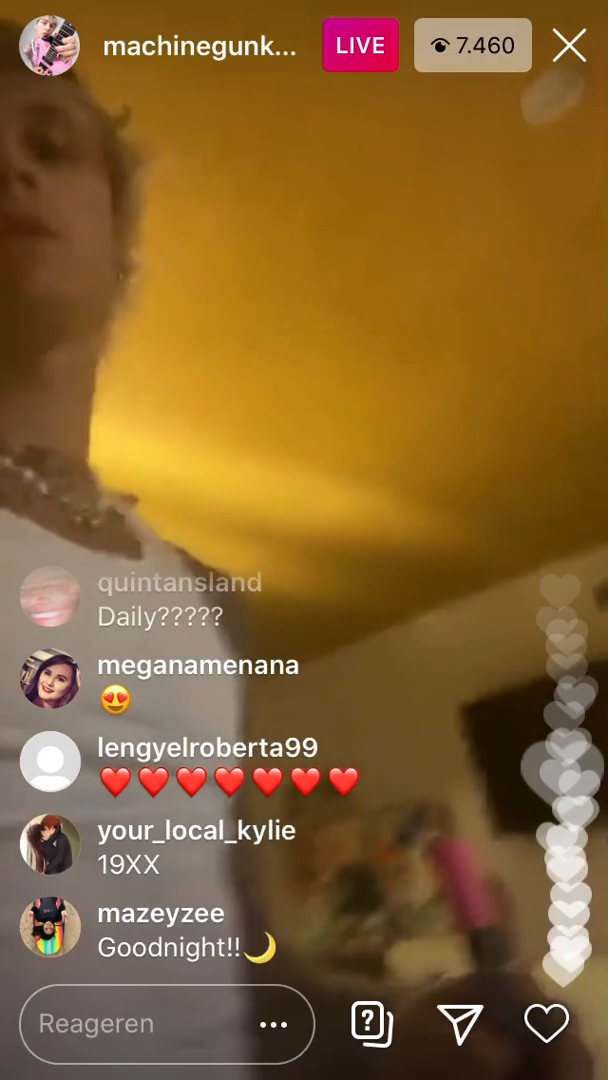 machinegunk...
LIVE
7.460
quintansland
Daily?????
meganamenana
😍
lengyelroberta99
❤️❤️❤️❤️❤️❤️❤️
your_local_kylie
19XX
mazeyzee
Goodnight!!🌙
Reageren